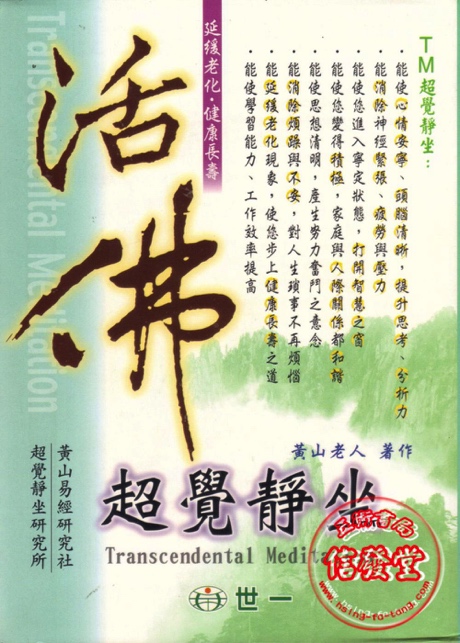 TM超覺靜坐：
・能使心情安寧、頭腦清晰，提升思考、分析力
・能消除神經緊張、疲勞與壓力
・能使您進入寧定狀態，打開智慧之窗
・能使您變得積極，家庭與人際關係都和諧
・能使思想清明，產生努力奮鬥之意念
・能消除煩躁與不安，對人生瑣事不再煩惱
・能延緩老化現象，使您步上健康長壽之道
・能使學習能力、工作效率提高
延緩老化・健康長壽
活佛
Transcendental Meditation
黃山老人 著作
超覺靜坐
Transcendental Medita
黃山易經研究社
超覺靜坐研究所
世一
五術書局
信發堂
www.hsing-fa-tang.com